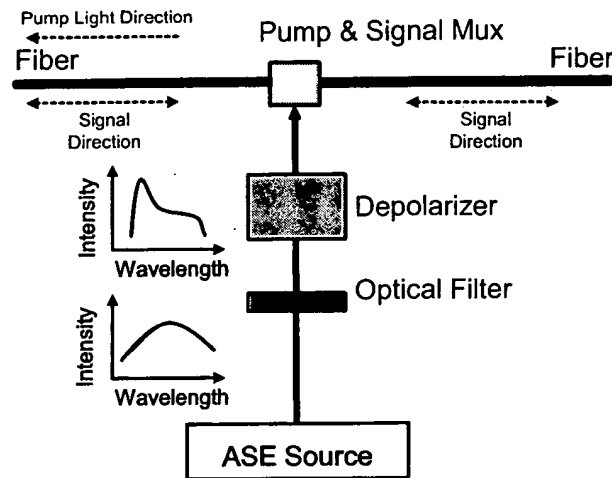 Pump Light Direction
Pump & Signal Mux
Fiber
Fiber
Signal
Direction
Signal
Direction
Intensity
Wavelength
Depolarizer
Optical Filter
Intensity
Wavelength
ASE Source